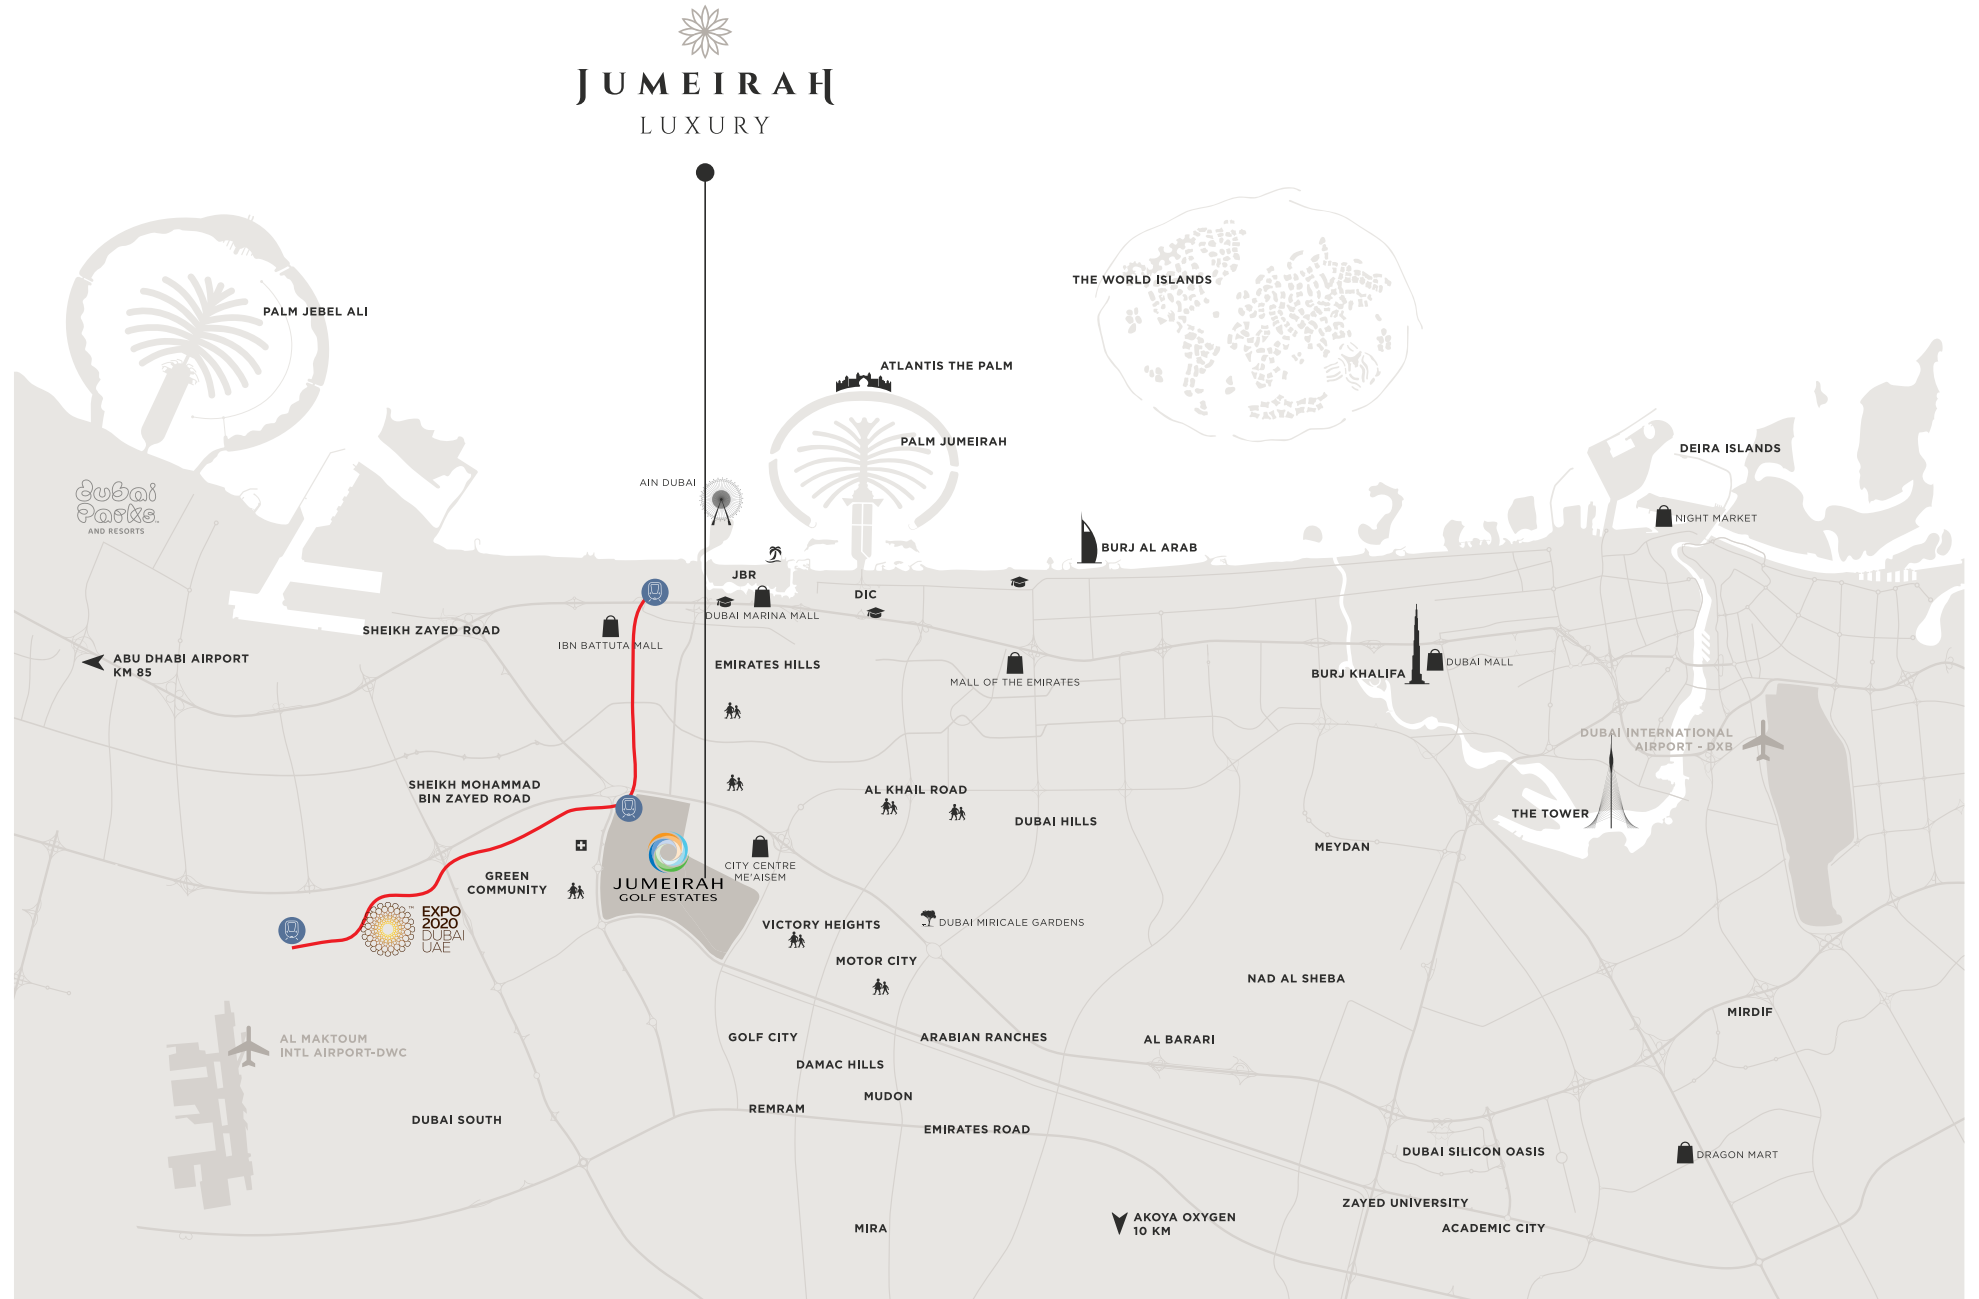 JUMEIRAH
LUXURY
THE WORLD ISLANDS
PALM JEBEL ALI
ATLANTIS THE PALM
PALM JUMEIRAH
DEIRA ISLANDS
AIN DUBAI
dubai
Parks™
AND RESORTS
NIGHT MARKET
BURJ AL ARAB
JBR
DIC
DUBAI MARINA MALL
SHEIKH ZAYED ROAD
IBN BATTUTA MALL
ABU DHABI AIRPORT
KM 85
EMIRATES HILLS
MALL OF THE EMIRATES
BURJ KHALIFA
DUBAI MALL
DUBAI INTERNATIONAL
AIRPORT - DXB
SHEIKH MOHAMMAD
BIN ZAYED ROAD
AL KHAIL ROAD
DUBAI HILLS
THE TOWER
MEYDAN
CITY CENTRE
ME'AISEM
GREEN
COMMUNITY
JUMEIRAH
GOLF ESTATES
EXPO
2020
DUBAI
UAE
™
VICTORY HEIGHTS
DUBAI MIRICALE GARDENS
MOTOR CITY
NAD AL SHEBA
MIRDIF
AL MAKTOUM
INTL AIRPORT-DWC
GOLF CITY
ARABIAN RANCHES
AL BARARI
DAMAC HILLS
MUDON
REMRAM
DUBAI SOUTH
EMIRATES ROAD
DUBAI SILICON OASIS
DRAGON MART
ZAYED UNIVERSITY
AKOYA OXYGEN
10 KM
MIRA
ACADEMIC CITY